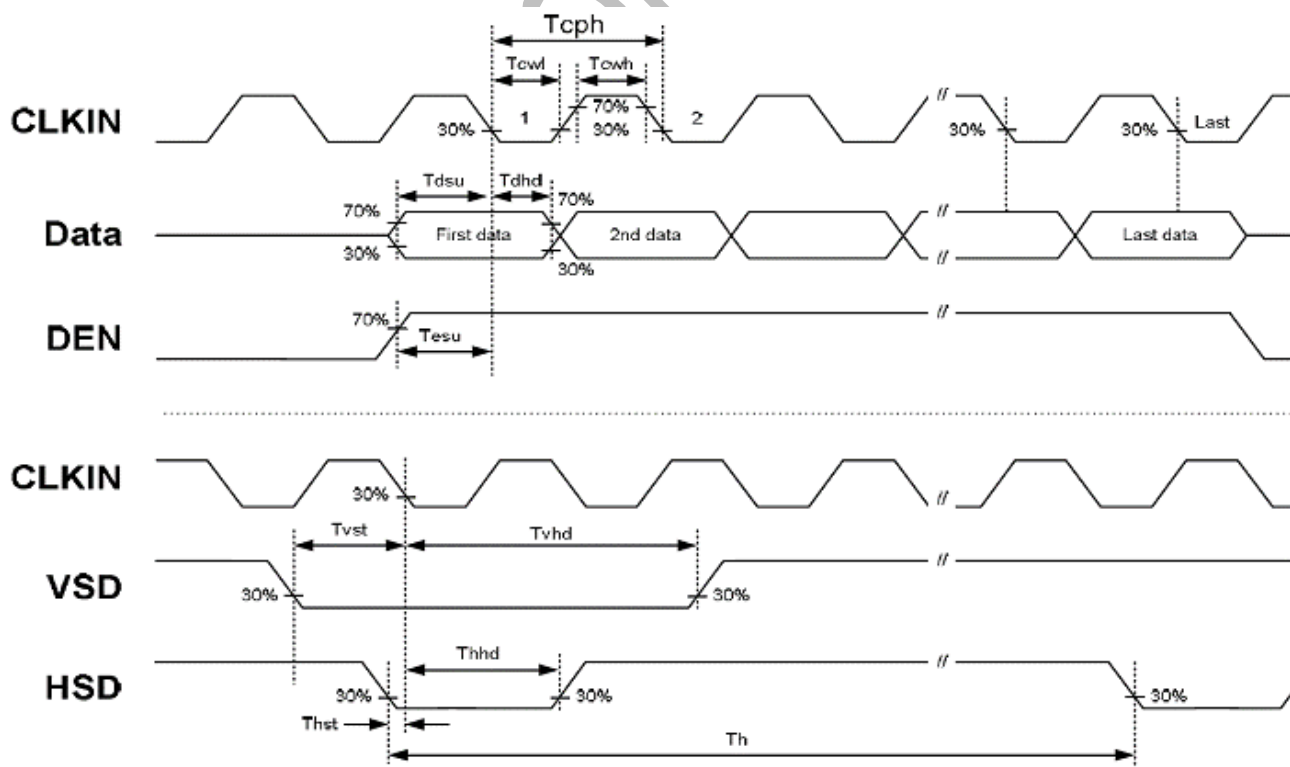 Tcph
Tcwl Tcwh
CLKIN 30% 1 70% 30% 2 // 30% 30% Last
Tdsu Tdhd
70% 70%
Data First data 2nd data // Last data
30% 30% //
70% //
DEN Tesu
CLKIN 30% //
Tvst Tvhd
VSD 30% 30% //
Thhd //
HSD 30% 30% 30%
Thst
Th